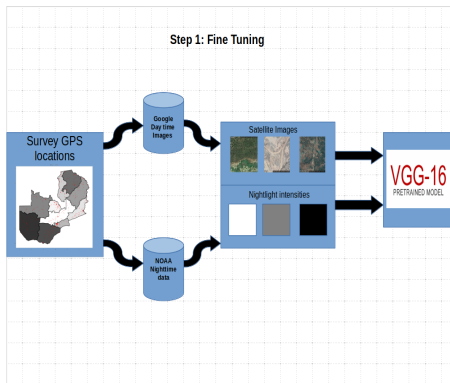 Step 1: Fine Tuning
Survey GPS
locations
Google
Day time
Images
NOAA
Nighttime
data
Satellite Images
Nightlight intensities
VGG-16
PRETRAINED MODEL